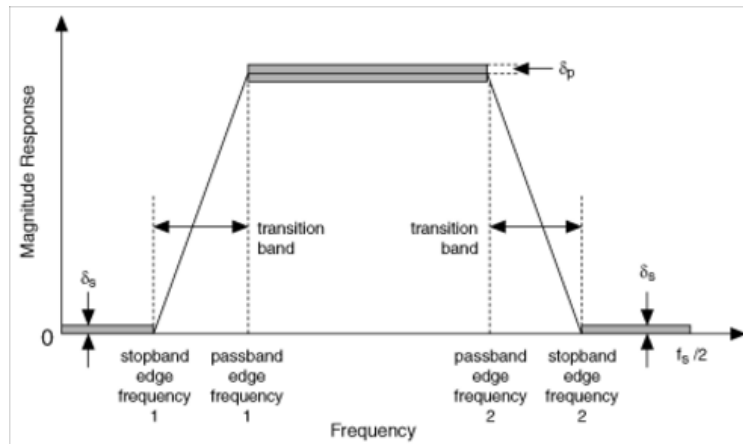 Magnitude Response
δp
transition
band
transition
band
δs
δs
0
stopband
edge
frequency
1
passband
edge
frequency
1
passband
edge
frequency
2
stopband
edge
frequency
2
fs /2
Frequency